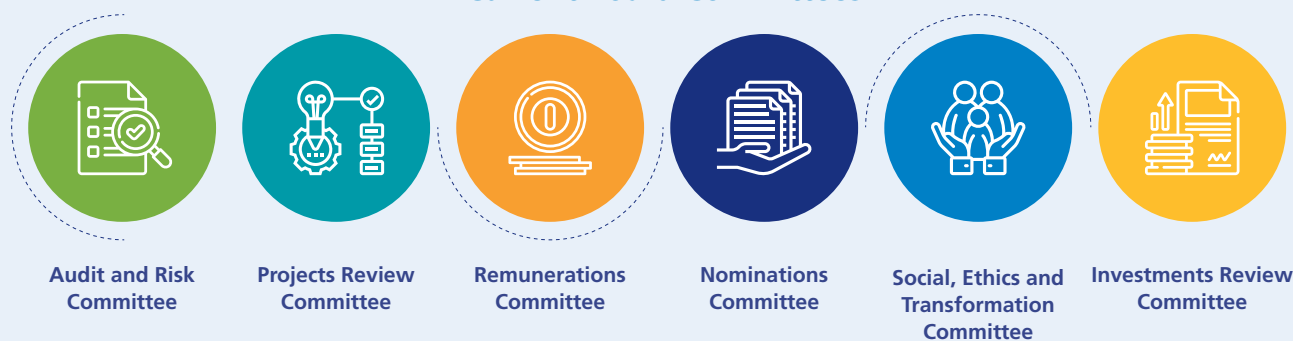 Audit and Risk
Committee
Projects Review
Committee
Remunerations
Committee
Nominations
Committee
Social, Ethics and
Transformation
Committee
Investments Review
Committee